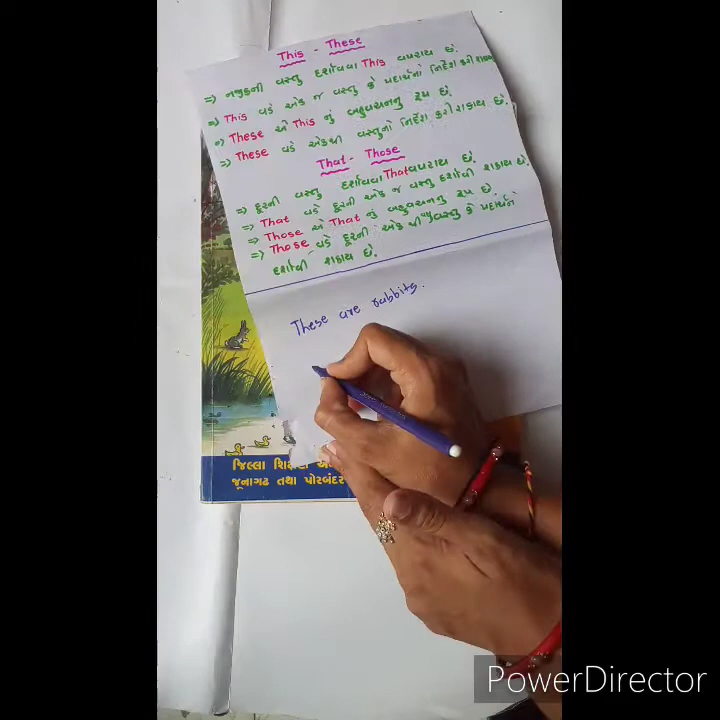 This - These
=> નજીકની વસ્તુ દર્શાવવા This વપરાય છે.
=> This વડે એક જ વસ્તુ કે પદાર્થનો નિર્દેશ કરી શકાય
=> These એ This નું બહુવચનનું રૂપ છે.
=> These વડે એકથી વસ્તુનો નિર્દેશ કરી શકાય છે.
That - Those
=> દૂરની વસ્તુ દર્શાવવા That વપરાય છે.
=> That વડે દૂરની એક જ વસ્તુ દર્શાવી શકાય છે.
=> Those એ That નું બહુવચનનું રૂપ છે
=> Those વડે દૂરની એક થી વધુ વસ્તુ કે પદાર્થને
દર્શાવી શકાય છે.
These are rabbits.
જિલ્લા
જૂનાગઢ તથા પોરબંદર
PowerDirector